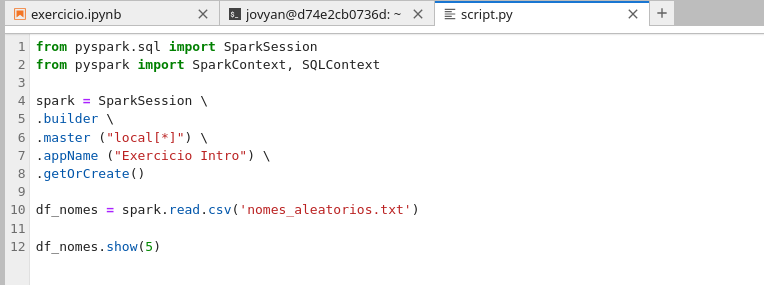 exercicio.ipynb
jovyan@d74e2cb0736d: ~
script.py
1 from pyspark.sql import SparkSession
2 from pyspark import SparkContext, SQLContext
3
4 spark = SparkSession \
5 .builder \
6 .master ("local[*]") \
7 .appName ("Exercicio Intro") \
8 .getOrCreate()
9
10 df_nomes = spark.read.csv('nomes_aleatorios.txt')
11
12 df_nomes.show(5)